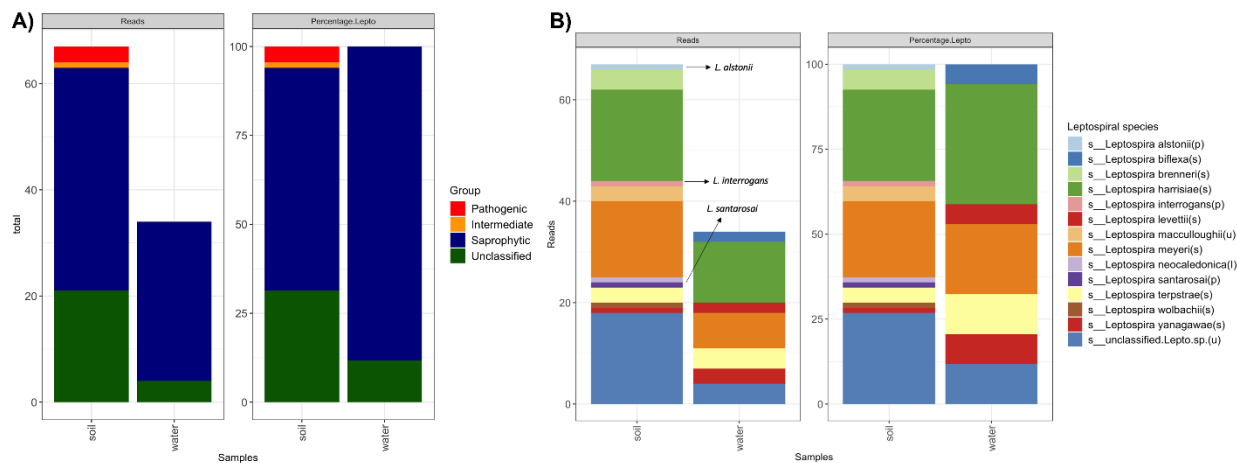 A)
Reads
Percentage.Lepto
total
60
40
20
0
100
75
50
25
0
soil
water
soil
water
Samples
Group
Pathogenic
Intermediate
Saprophytic
Unclassified
B)
Reads
Percentage.Lepto
Reads
60
40
20
0
L. alstonii
L. interrogans
L. santarosai
100
75
50
25
0
soil
water
soil
water
Samples
Leptospiral species
s__Leptospira alstonii(p)
s__Leptospira biflexa(s)
s__Leptospira brenneri(s)
s__Leptospira harrisiae(s)
s__Leptospira interrogans(p)
s__Leptospira levettii(s)
s__Leptospira macculloughii(u)
s__Leptospira meyeri(s)
s__Leptospira neocaledonica(I)
s__Leptospira santarosai(p)
s__Leptospira terpstrae(s)
s__Leptospira wolbachii(s)
s__Leptospira yanagawae(s)
s__unclassified.Lepto.sp.(u)